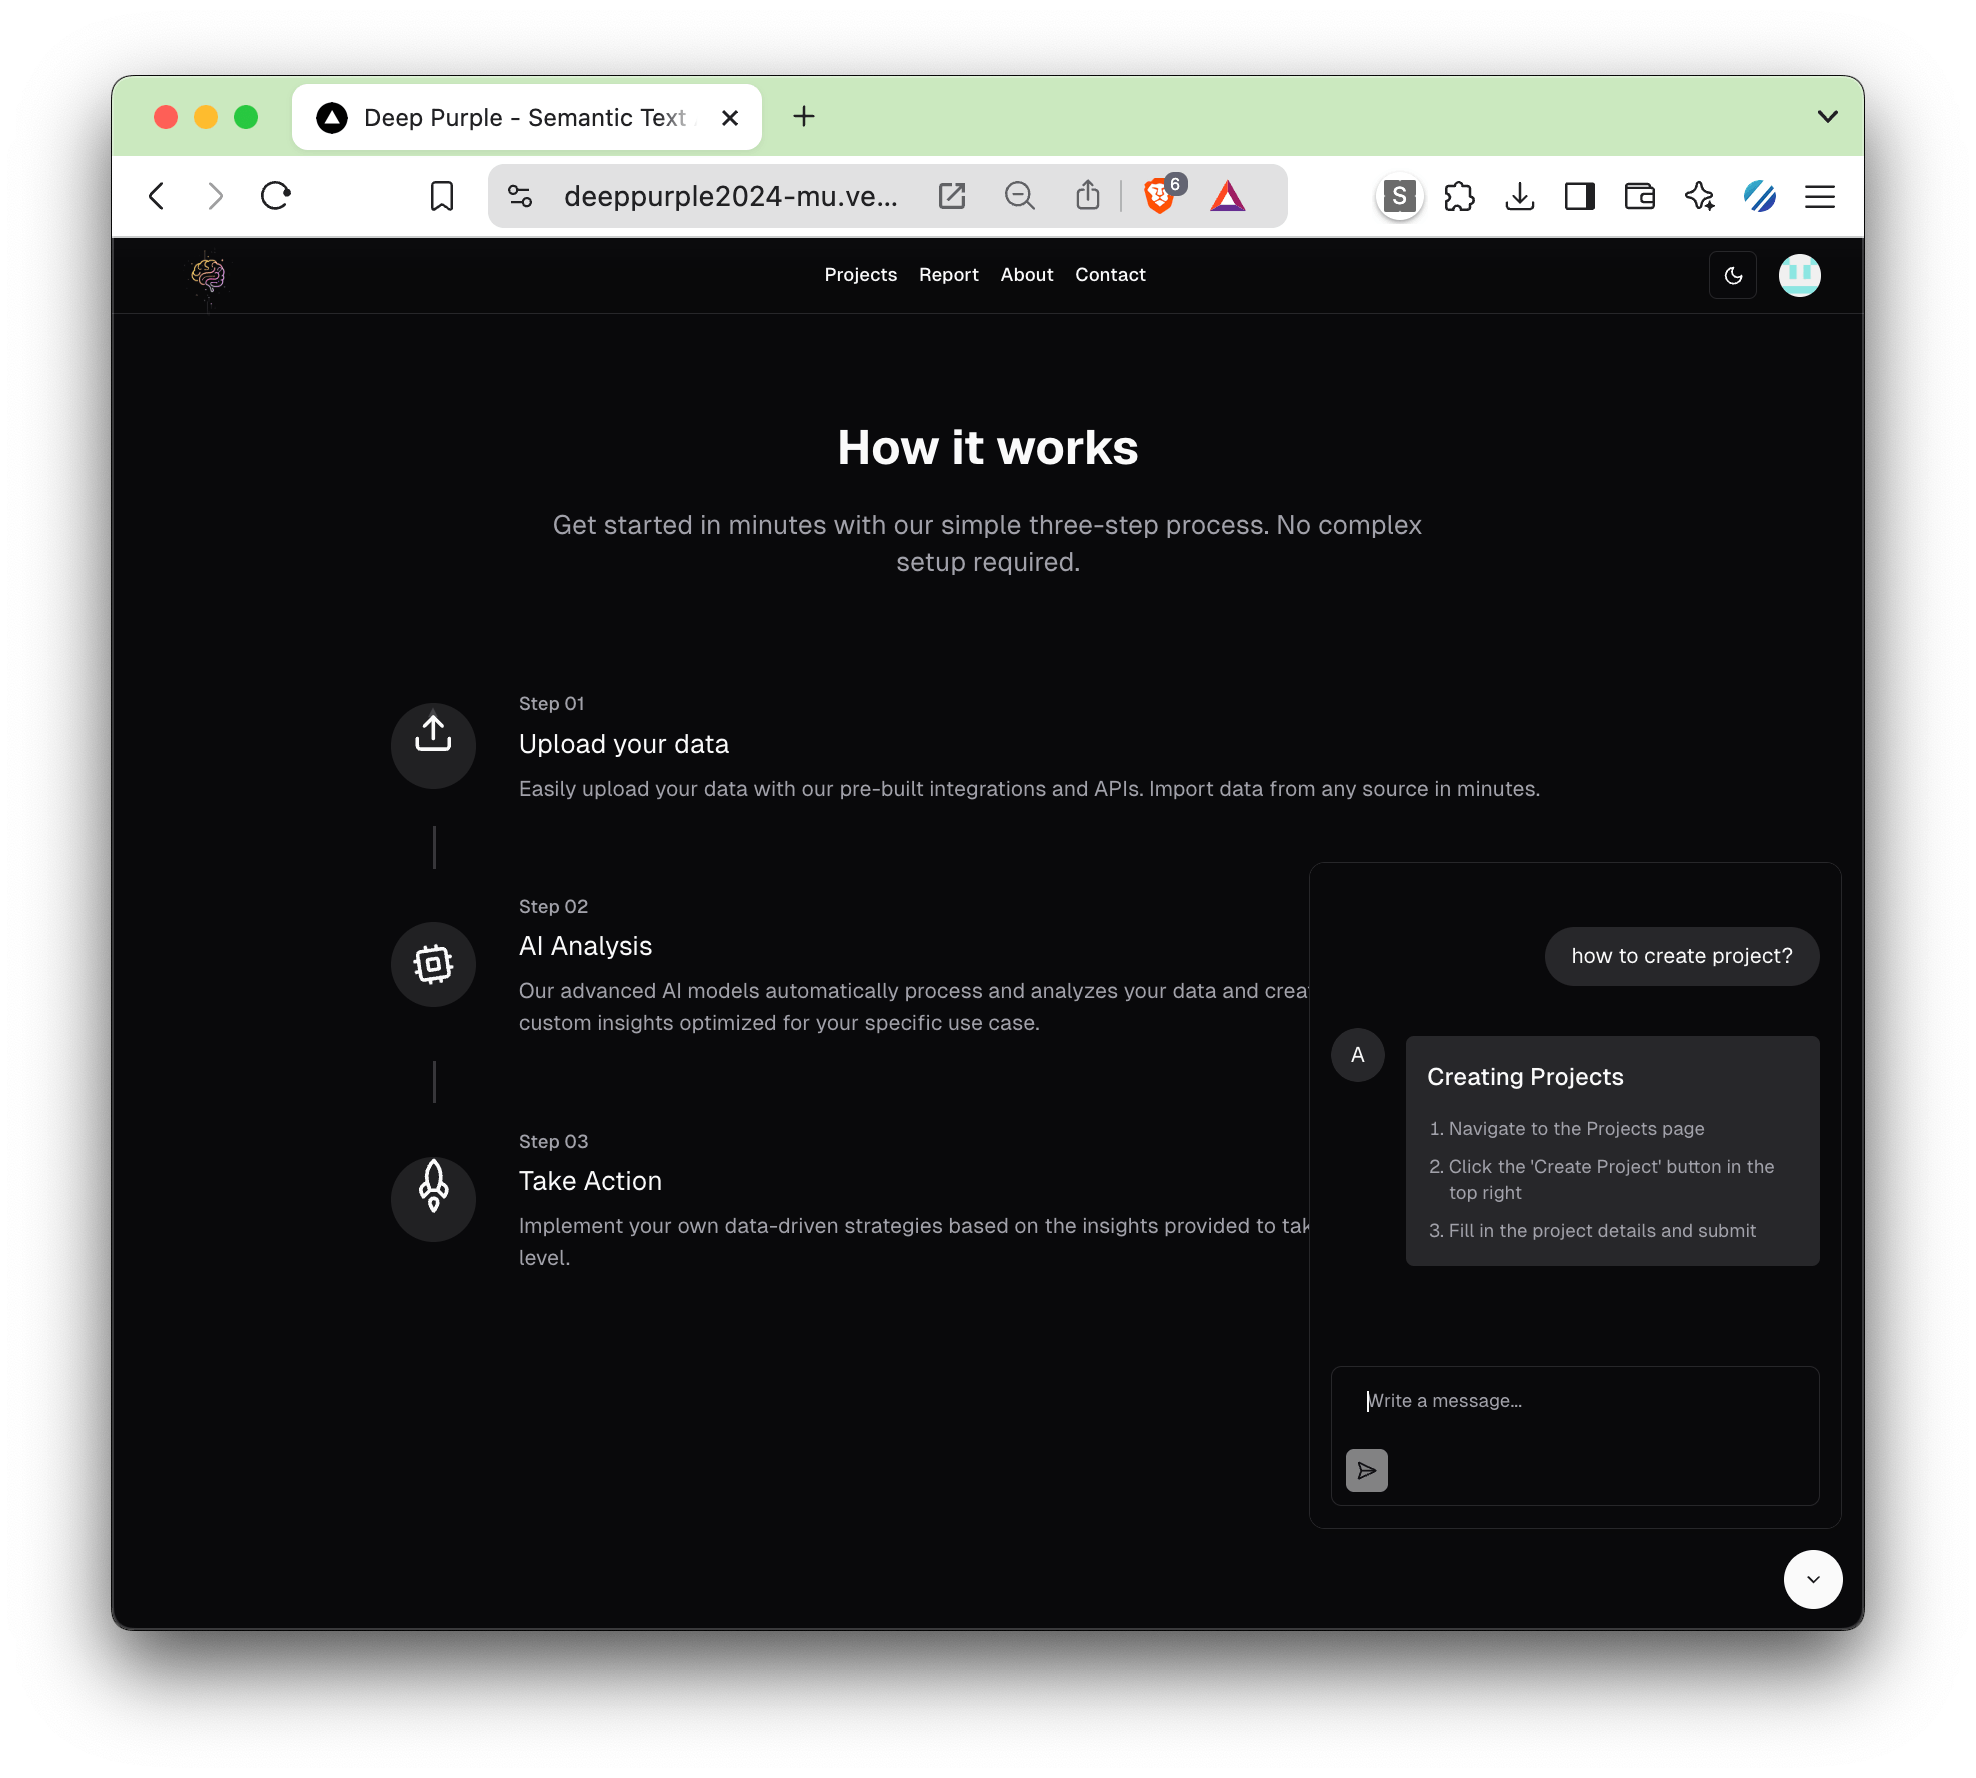 Deep Purple - Semantic Text
deeppurple2024-mu.ve...
6
S
Projects Report About Contact
How it works
Get started in minutes with our simple three-step process. No complex
setup required.
Step 01
Upload your data
Easily upload your data with our pre-built integrations and APIs. Import data from any source in minutes.
Step 02
AI Analysis
Our advanced AI models automatically process and analyzes your data and crea
custom insights optimized for your specific use case.
Step 03
Take Action
Implement your own data-driven strategies based on the insights provided to tak
level.
how to create project?
A
Creating Projects
1. Navigate to the Projects page
2. Click the 'Create Project' button in the
top right
3. Fill in the project details and submit
Write a message...